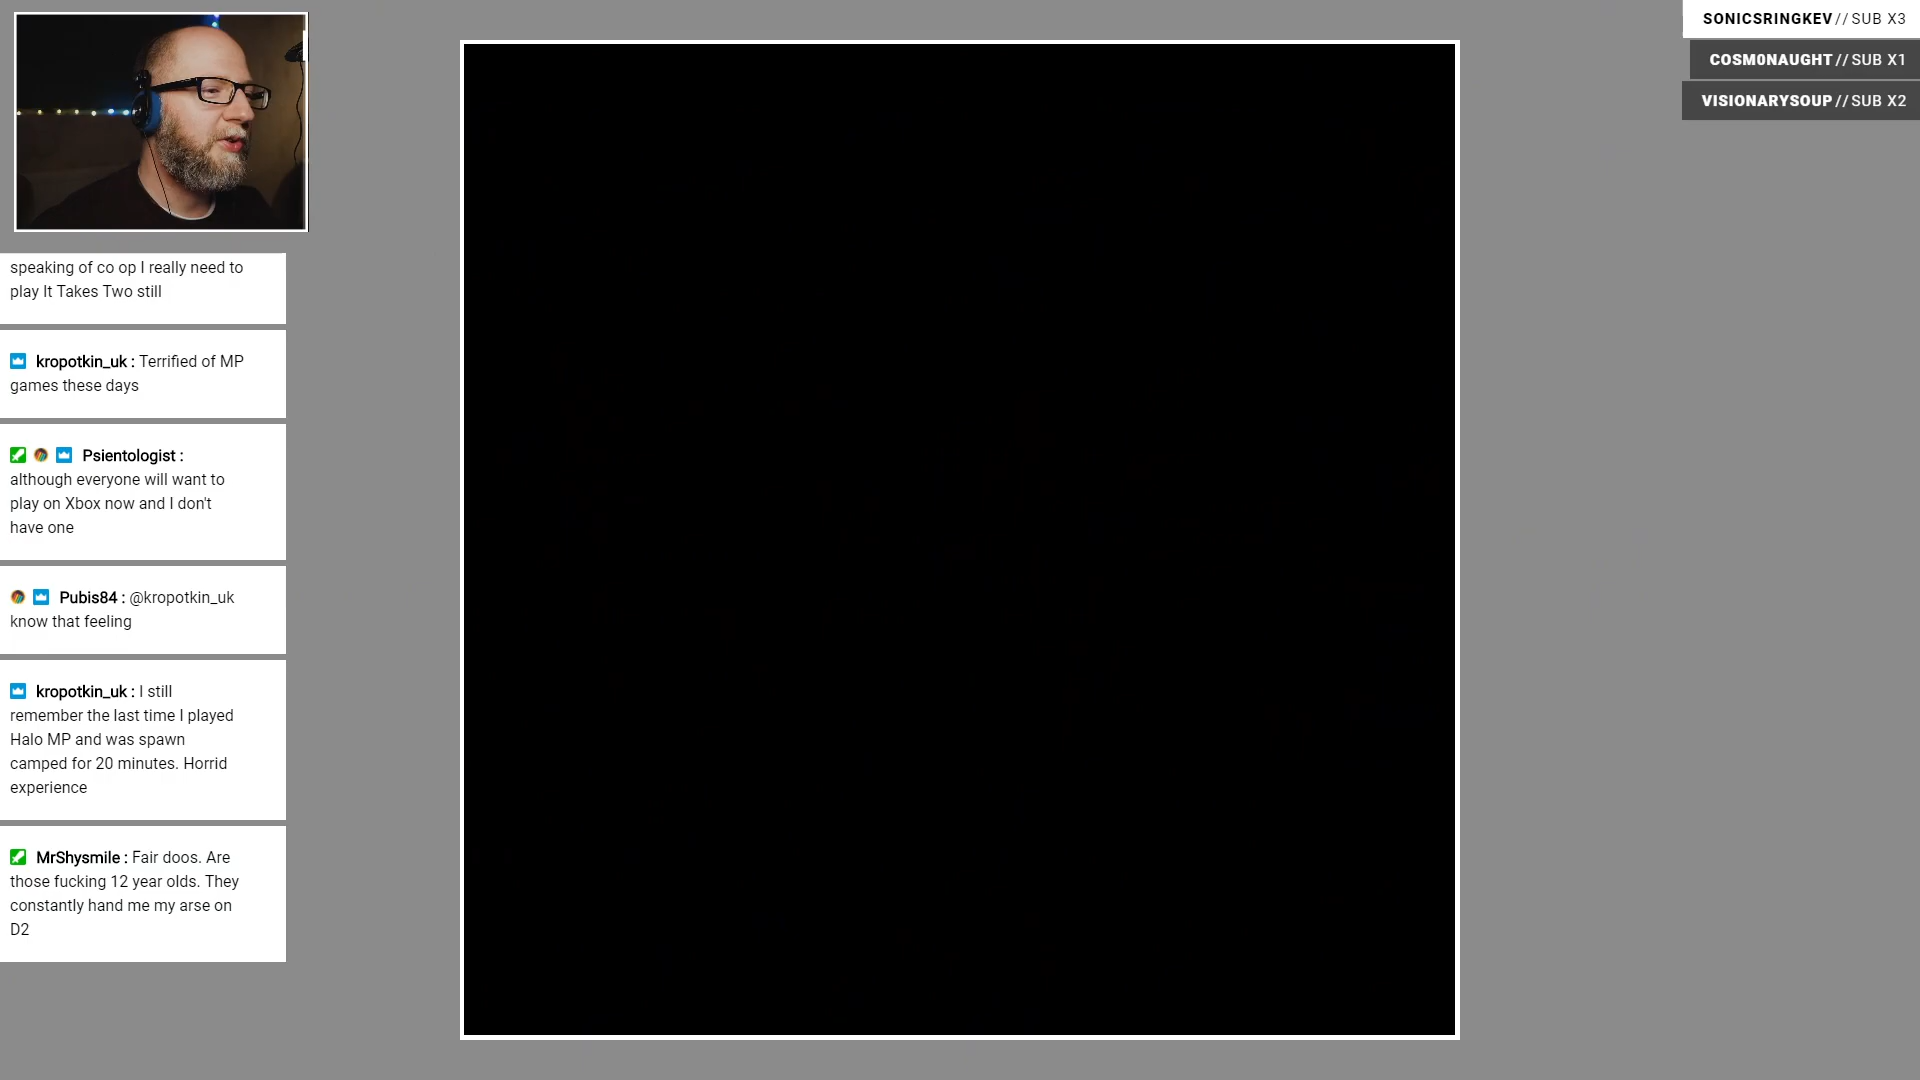 speaking of co op I really need to
play It Takes Two still
kropotkin_uk : Terrified of MP
games these days
Psientologist :
although everyone will want to
play on Xbox now and I don't
have one
Pubis84 : @kropotkin_uk
know that feeling
kropotkin_uk : I still
remember the last time I played
Halo MP and was spawn
camped for 20 minutes. Horrid
experience
MrShysmile : Fair doos. Are
those fucking 12 year olds. They
constantly hand me my arse on
D2
SONICSRINGKEV // SUB X3
COSM0NAUGHT // SUB X1
VISIONARYSOUP // SUB X2